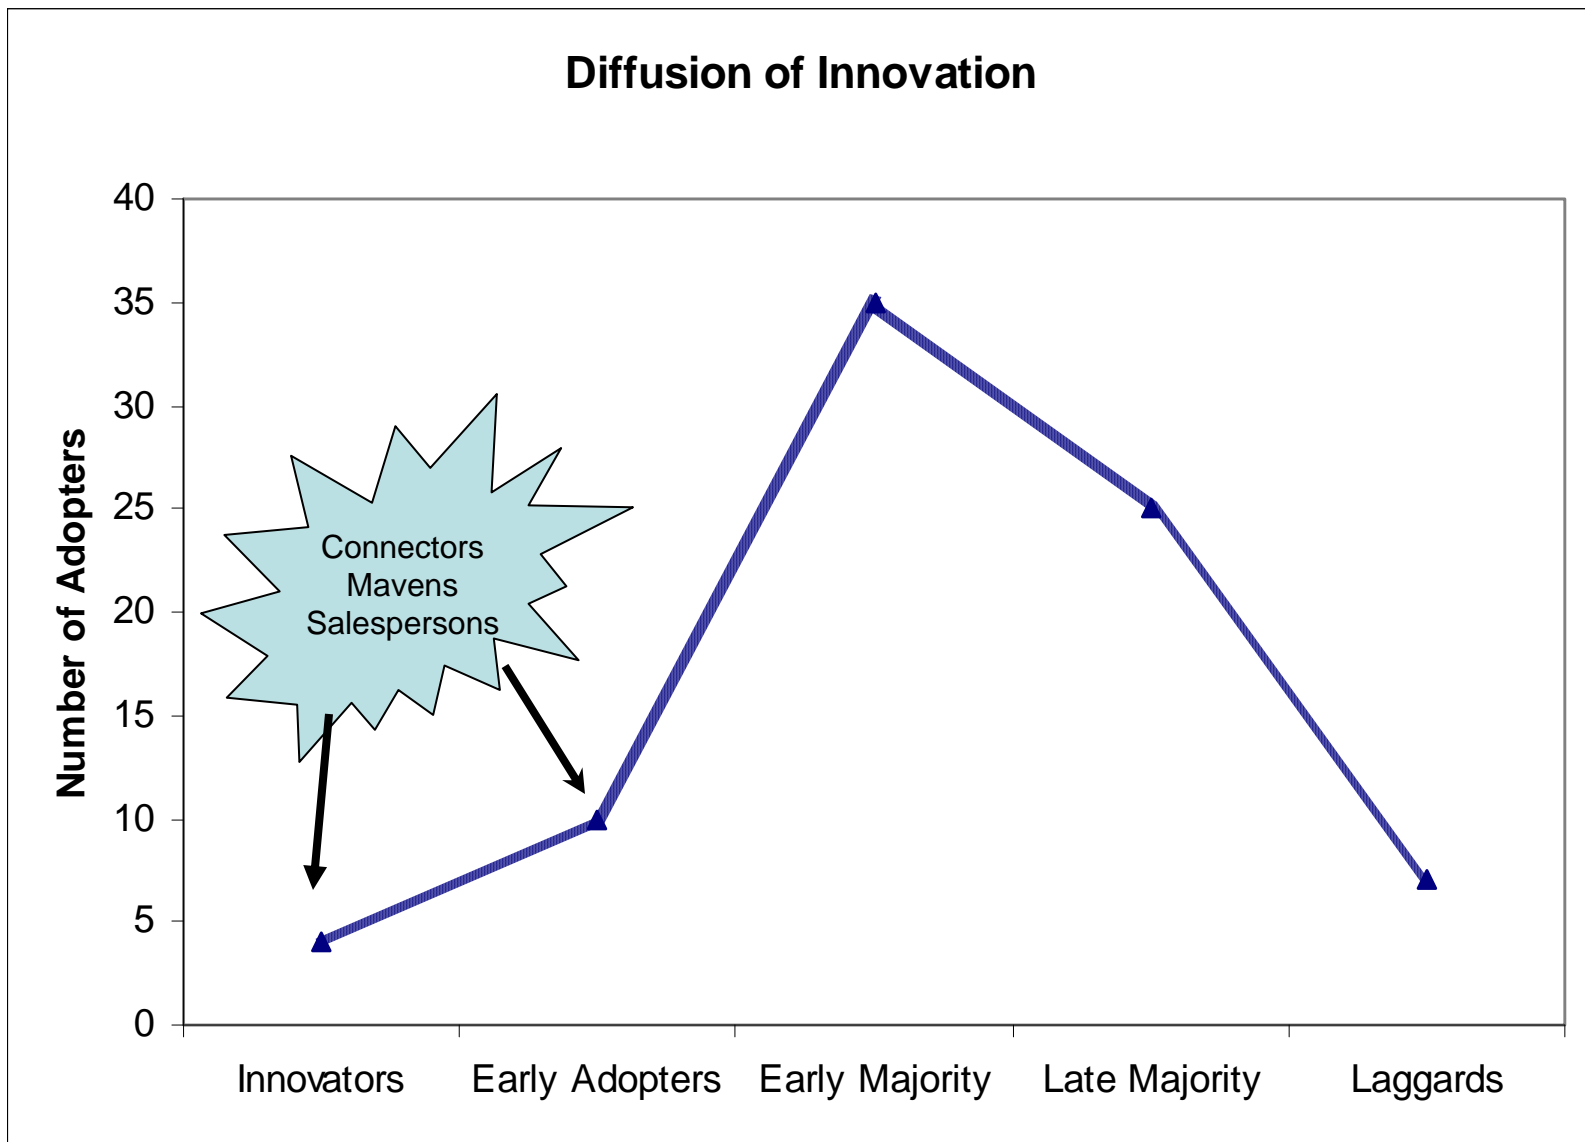 Diffusion of Innovation
40
35
30
25
20
15
10
5
0
Number of Adopters
Connectors
Mavens
Salespersons
Innovators
Early Adopters
Early Majority
Late Majority
Laggards